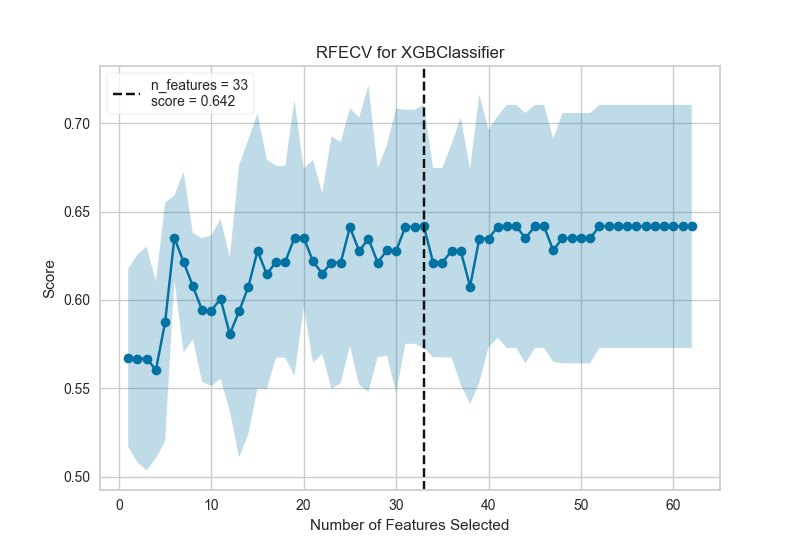 RFECV for XGBClassifier
n_features = 33
score = 0.642
Score
0.70
0.65
0.60
0.55
0.50
0 10 20 30 40 50 60
Number of Features Selected